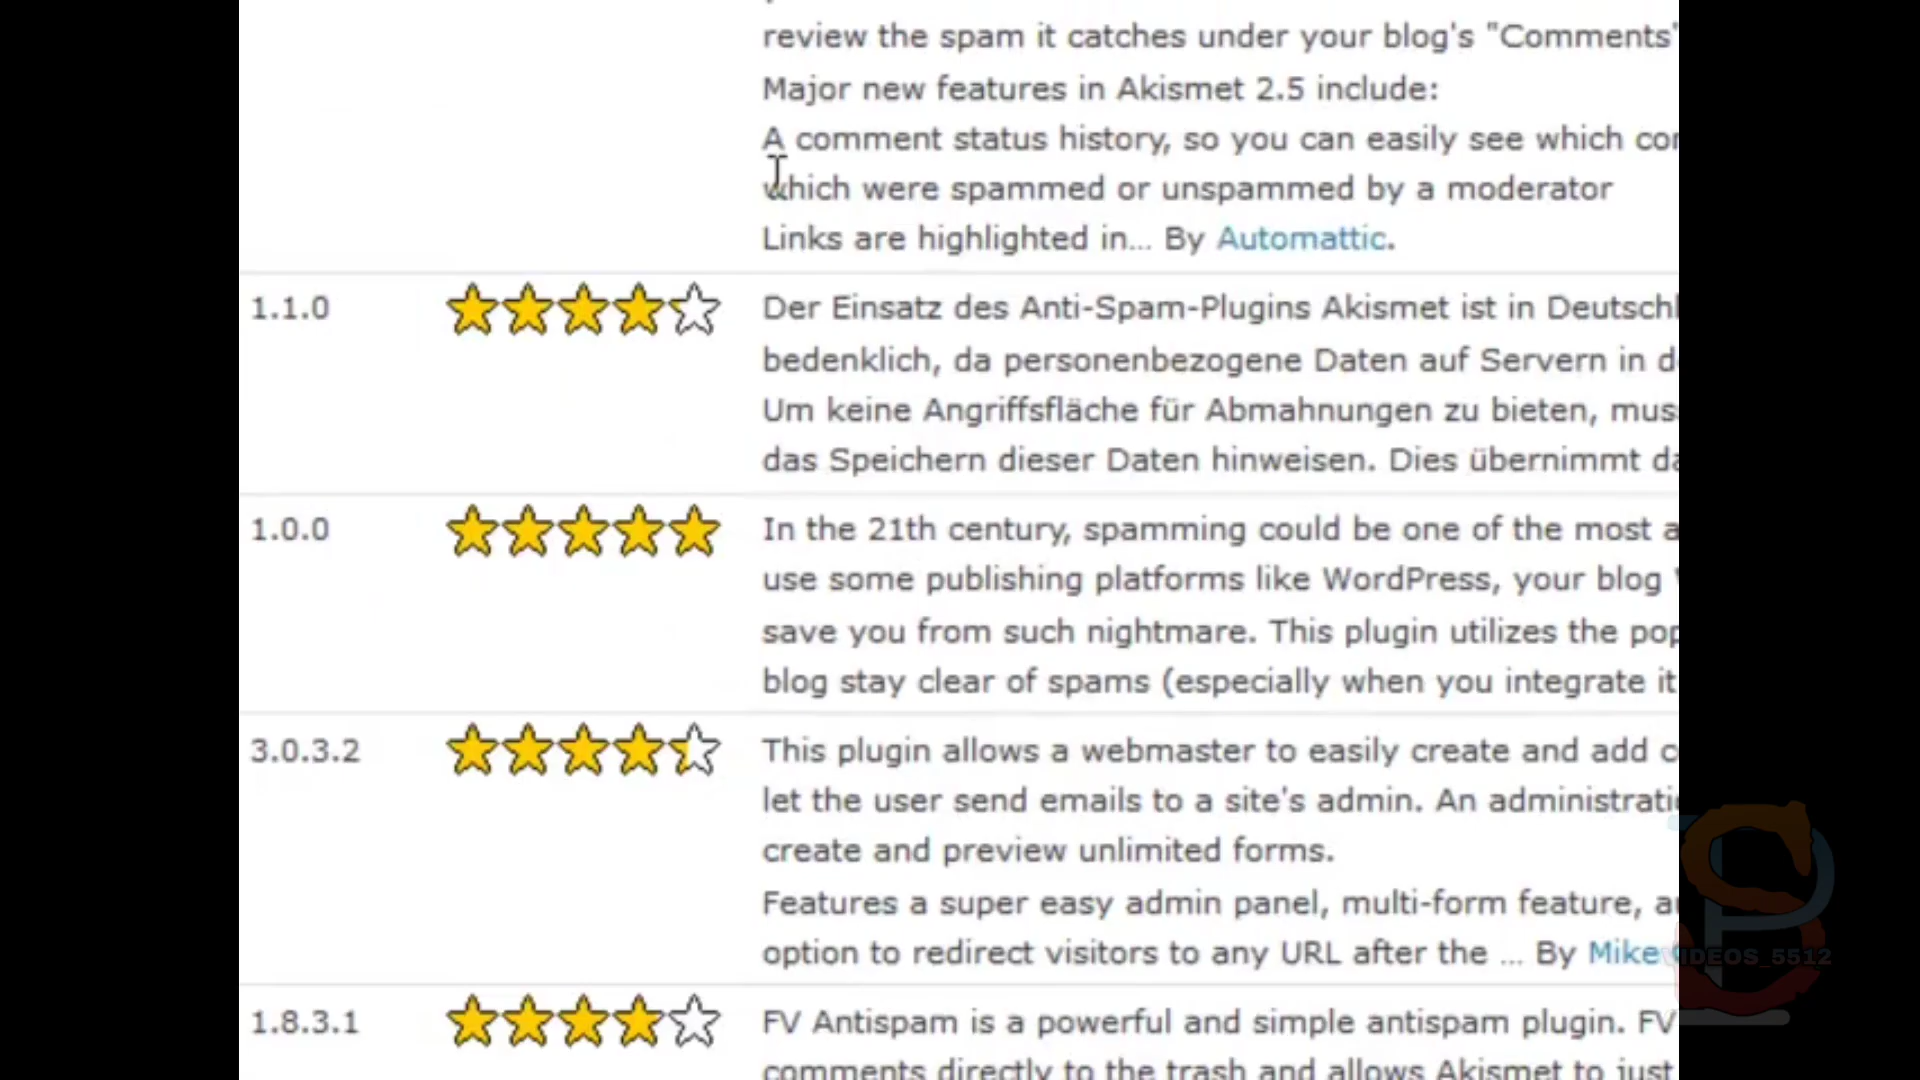 review the spam it catches under your blog's "Comments"
Major new features in Akismet 2.5 include:
A comment status history, so you can easily see which
which were spammed or unspammed by a moderator
Links are highlighted in... By Automattic.
1.1.0
Der Einsatz des Anti-Spam-Plugins Akismet ist in
bedenklich, da personenbezogene Daten auf Servern in
Um keine Angriffsfläche für Abmahnungen zu bieten,
das Speichern dieser Daten hinweisen. Dies übernimmt
1.0.0
In the 21th century, spamming could be one of the most
use some publishing platforms like WordPress, your blog
save you from such nightmare. This plugin utilizes the
blog stay clear of spams (especially when you integrate it
3.0.3.2
This plugin allows a webmaster to easily create and add
let the user send emails to a site's admin. An
create and preview unlimited forms.
Features a super easy admin panel, multi-form feature,
option to redirect visitors to any URL after the ... By Mike
1.8.3.1
FV Antispam is a powerful and simple antispam plugin. FV
comments directly to the trash and allows Akismet to just